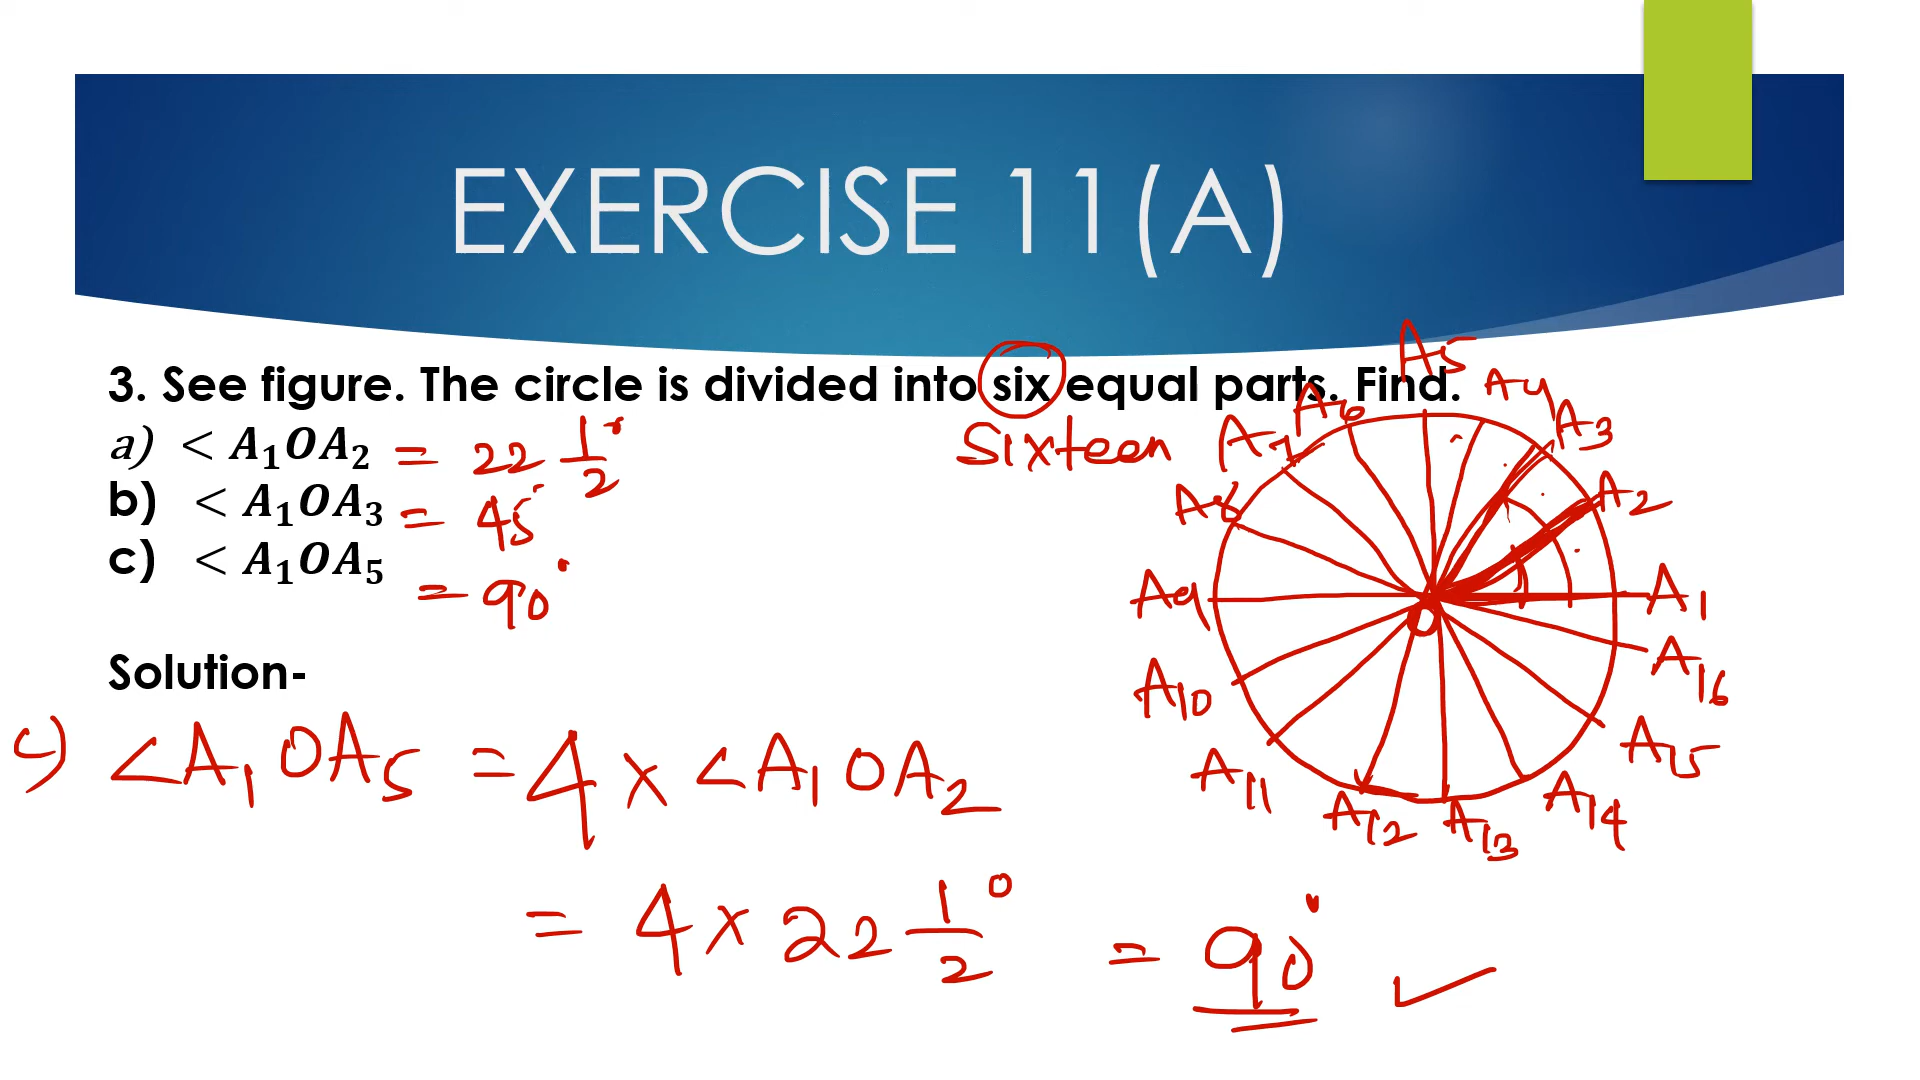 EXERCISE 11(A)
3. See figure. The circle is divided into six equal parts. Find.
Sixteen
a) < A₁OA₂ = 22 1/2°
b) < A₁OA₃ = 45°
c) < A₁OA₅ = 90°
Solution-
c) <A₁OA₅ = 4 × <A₁OA₂
= 4 × 22 1/2° = 90° ✓
A₅
A₄
A₆
A₃
A₇
A₂
A₈
A₁
A₉
O
A₁₆
A₁₀
A₁₅
A₁₁
A₁₄
A₁₂
A₁₃